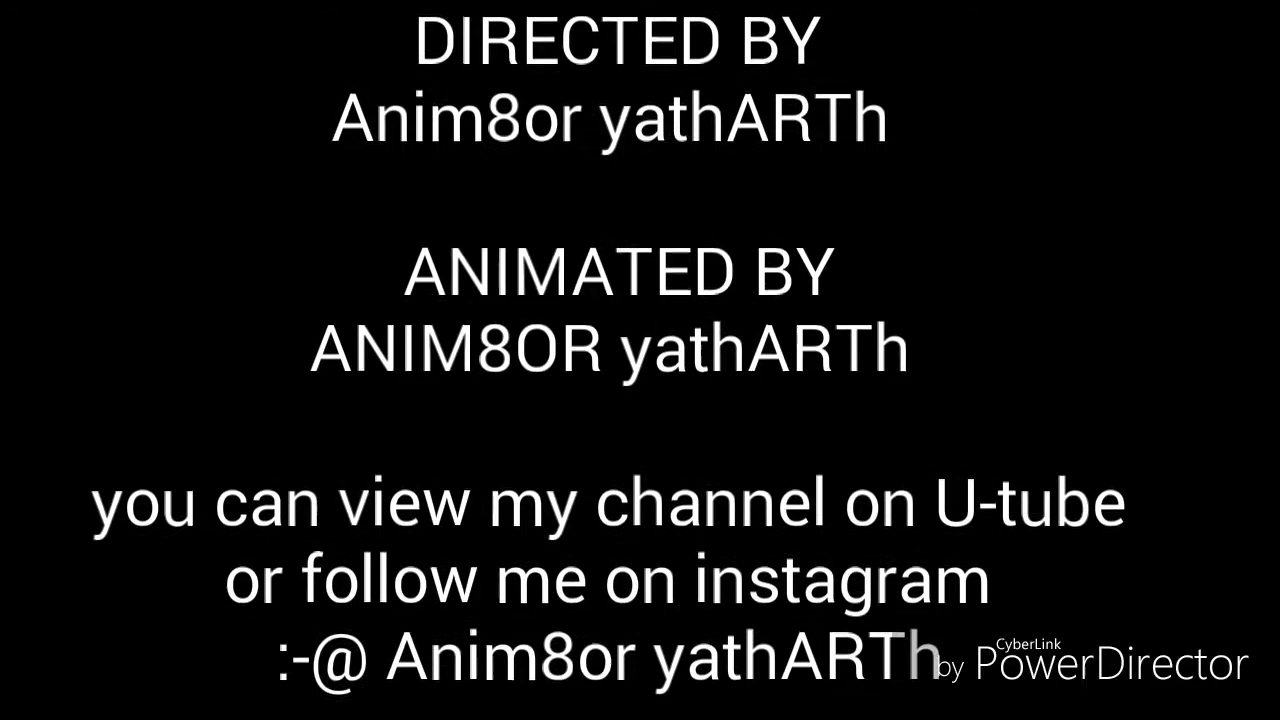 DIRECTED BY
Anim8or yathARTh
ANIMATED BY
ANIM8OR yathARTh
you can view my channel on U-tube
or follow me on instagram
:-@ Anim8or yathARTh
CyberLink
by PowerDirector